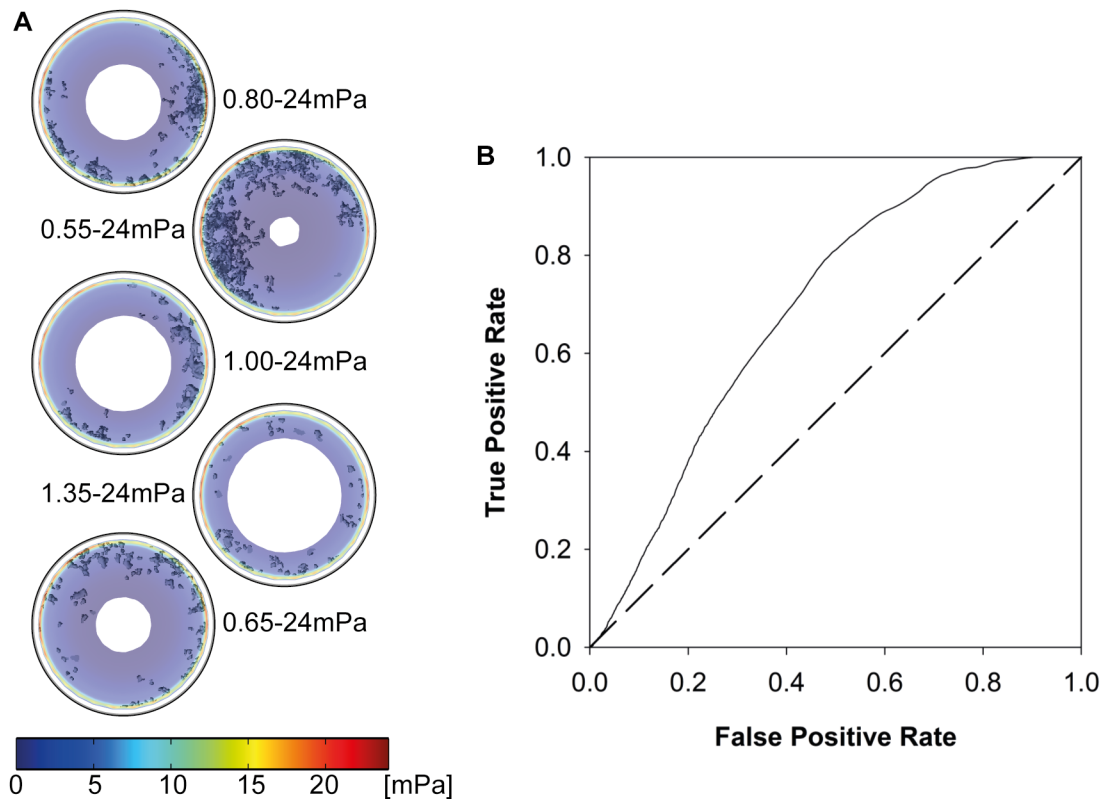 A
0.80-24mPa
0.55-24mPa
1.00-24mPa
1.35-24mPa
0.65-24mPa
0 5 10 15 20 [mPa]
B
1.0
0.8
0.6
0.4
0.2
0.0
True Positive Rate
0.0 0.2 0.4 0.6 0.8 1.0
False Positive Rate